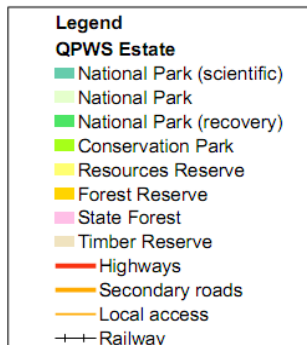 Legend
QPWS Estate
National Park (scientific)
National Park
National Park (recovery)
Conservation Park
Resources Reserve
Forest Reserve
State Forest
Timber Reserve
Highways
Secondary roads
Local access
Railway